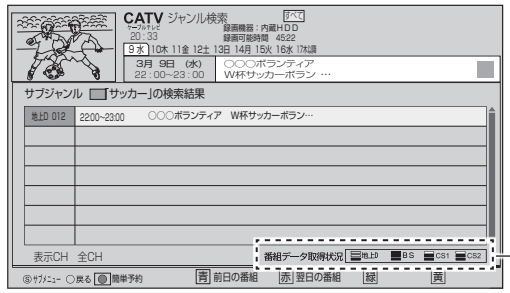 CATV ジャンル検索 すべて
ケーブルテレビ 録画機器：内蔵HDD
20:33 録画可能時間 45:22
9水 10木 11金 12土 13日 14月 15火 16水 17木
3月 9日 (水) ○○○ボランティア
22:00~23:00 W杯サッカーボラン …
サブジャンル 「サッカー」の検索結果
地上D 012 22:00~23:00 ○○○ボランティア W杯サッカーボラン…
番組データ取得状況 地上D BS CS1 CS2
表示CH 全CH
Ⓢサブメニュー ○戻る 簡単予約 青 前日の番組 赤 翌日の番組 緑 黄